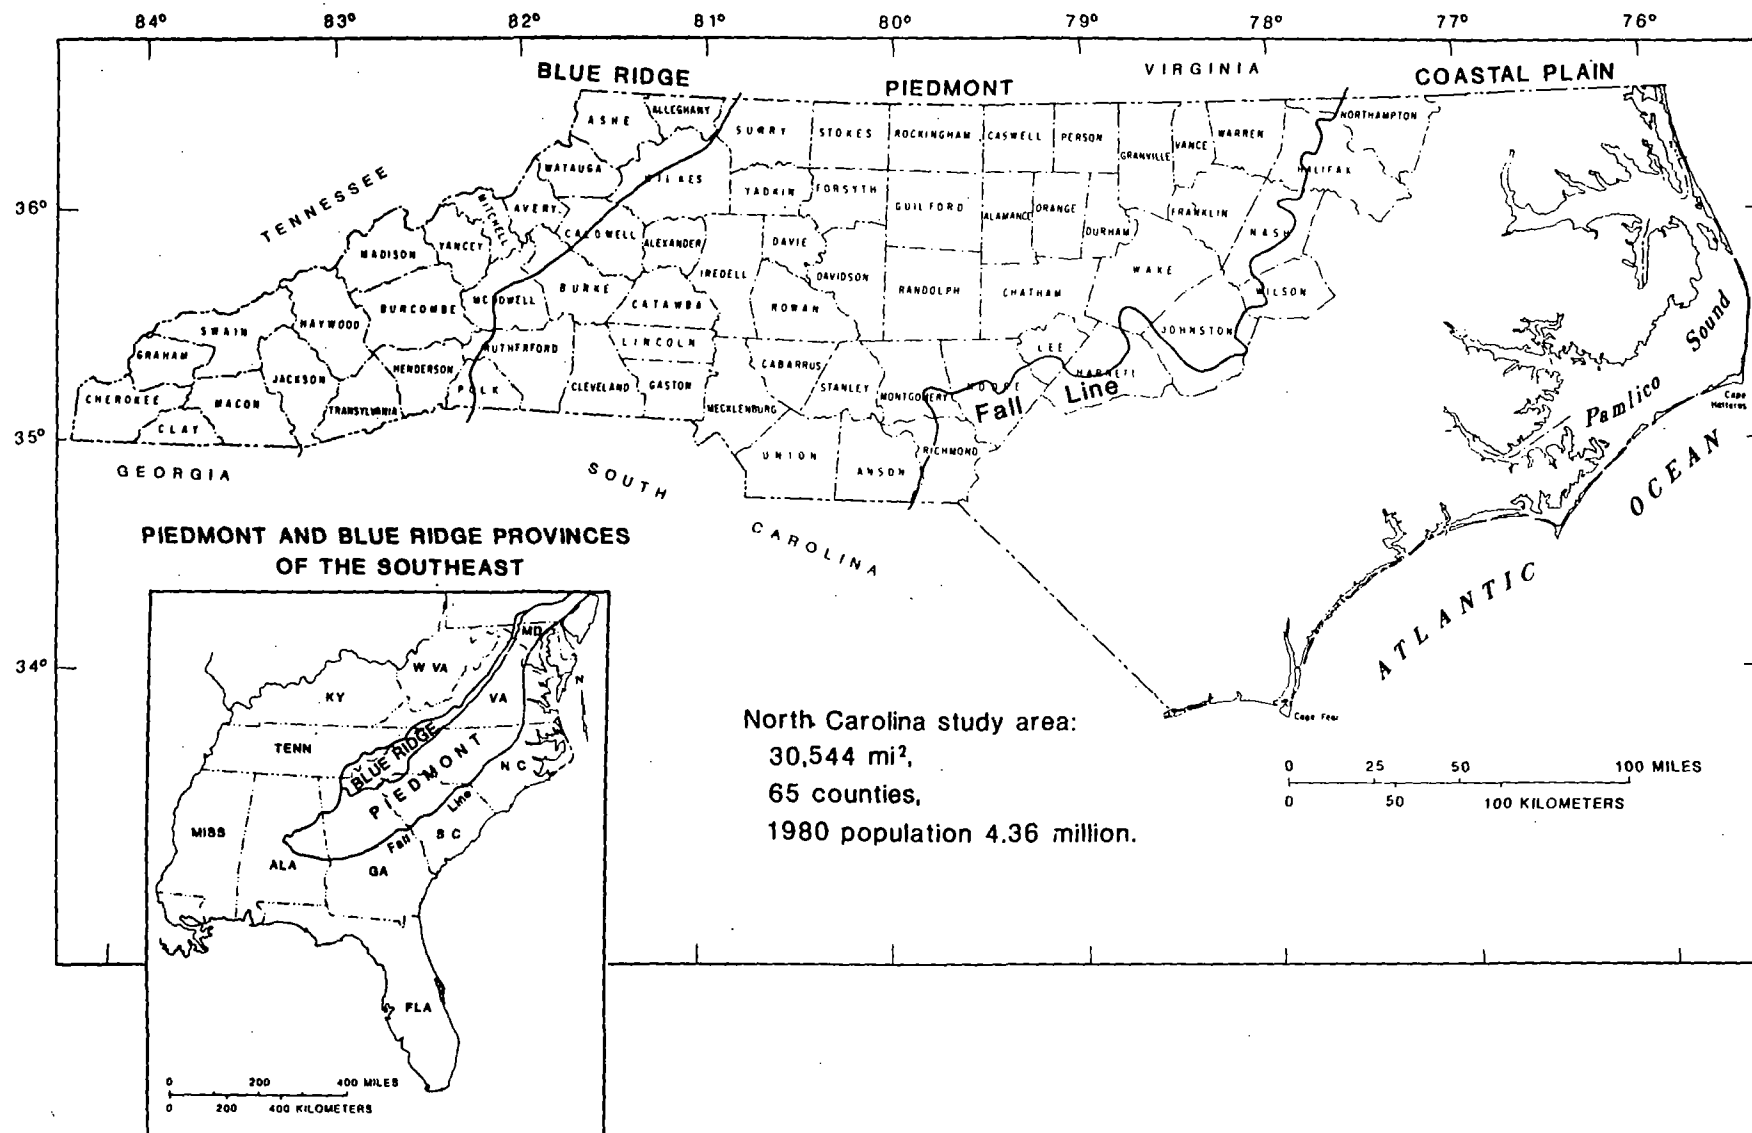 84° 83° 82° 81° 80° 79° 78° 77° 76°
BLUE RIDGE PIEDMONT VIRGINIA COASTAL PLAIN
ASHE ALLEGHANY SURRY STOKES ROCKINGHAM CASWELL PERSON GRANVILLE VANCE WARREN HALIFAX NORTHAMPTON
TENNESSEE
WATAUGA WILKES YADKIN FORSYTH GUILFORD ALAMANCE ORANGE DURHAM FRANKLIN NASH
36°
MITCHELL AVERY CALDWELL ALEXANDER IREDELL DAVIE DAVIDSON
MADISON YANCEY BURKE CATAWBA ROWAN RANDOLPH CHATHAM WAKE WILSON
SWAIN HAYWOOD BURCOMBE MCDOWELL LINCOLN CABARRUS LEE JOHNSTON
GRAHAM JACKSON HENDERSON RUTHERFORD CLEVELAND GASTON STANLEY MONTGOMERY MOORE HARNETT
CHEROKEE MACON TRANSYLVANIA POLK MECKLENBURG
CLAY UNION ANSON RICHMOND
Fall Line
35°
Pamlico Sound
Cape Hatteras
GEORGIA
SOUTH CAROLINA
ATLANTIC OCEAN
34°
Cape Fear
PIEDMONT AND BLUE RIDGE PROVINCES
OF THE SOUTHEAST
MD
W VA
KY VA
N
TENN
BLUE RIDGE
PIEDMONT
N C
Fall Line
MISS
S C
ALA
GA
FLA
0 200 400 MILES
0 200 400 KILOMETERS
North Carolina study area:
30,544 mi²,
65 counties,
1980 population 4.36 million.
0 25 50 100 MILES
0 50 100 KILOMETERS